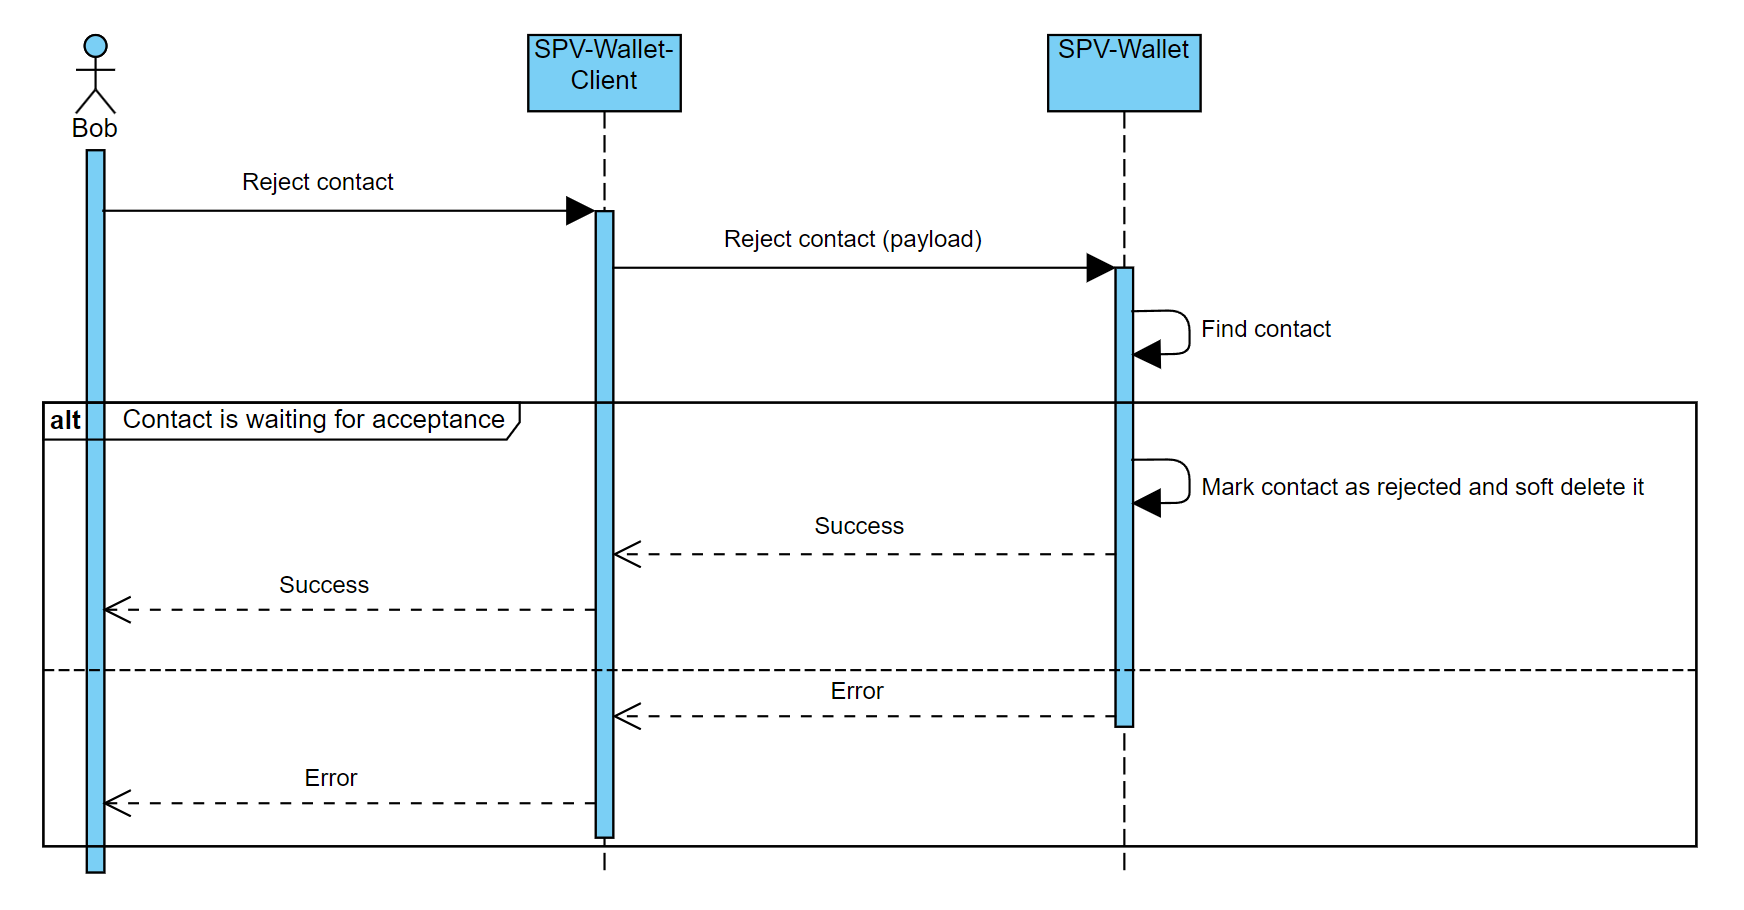 SPV-Wallet-
Client
SPV-Wallet
Bob
Reject contact
Reject contact (payload)
Find contact
alt
Contact is waiting for acceptance
Mark contact as rejected and soft delete it
Success
Success
Error
Error